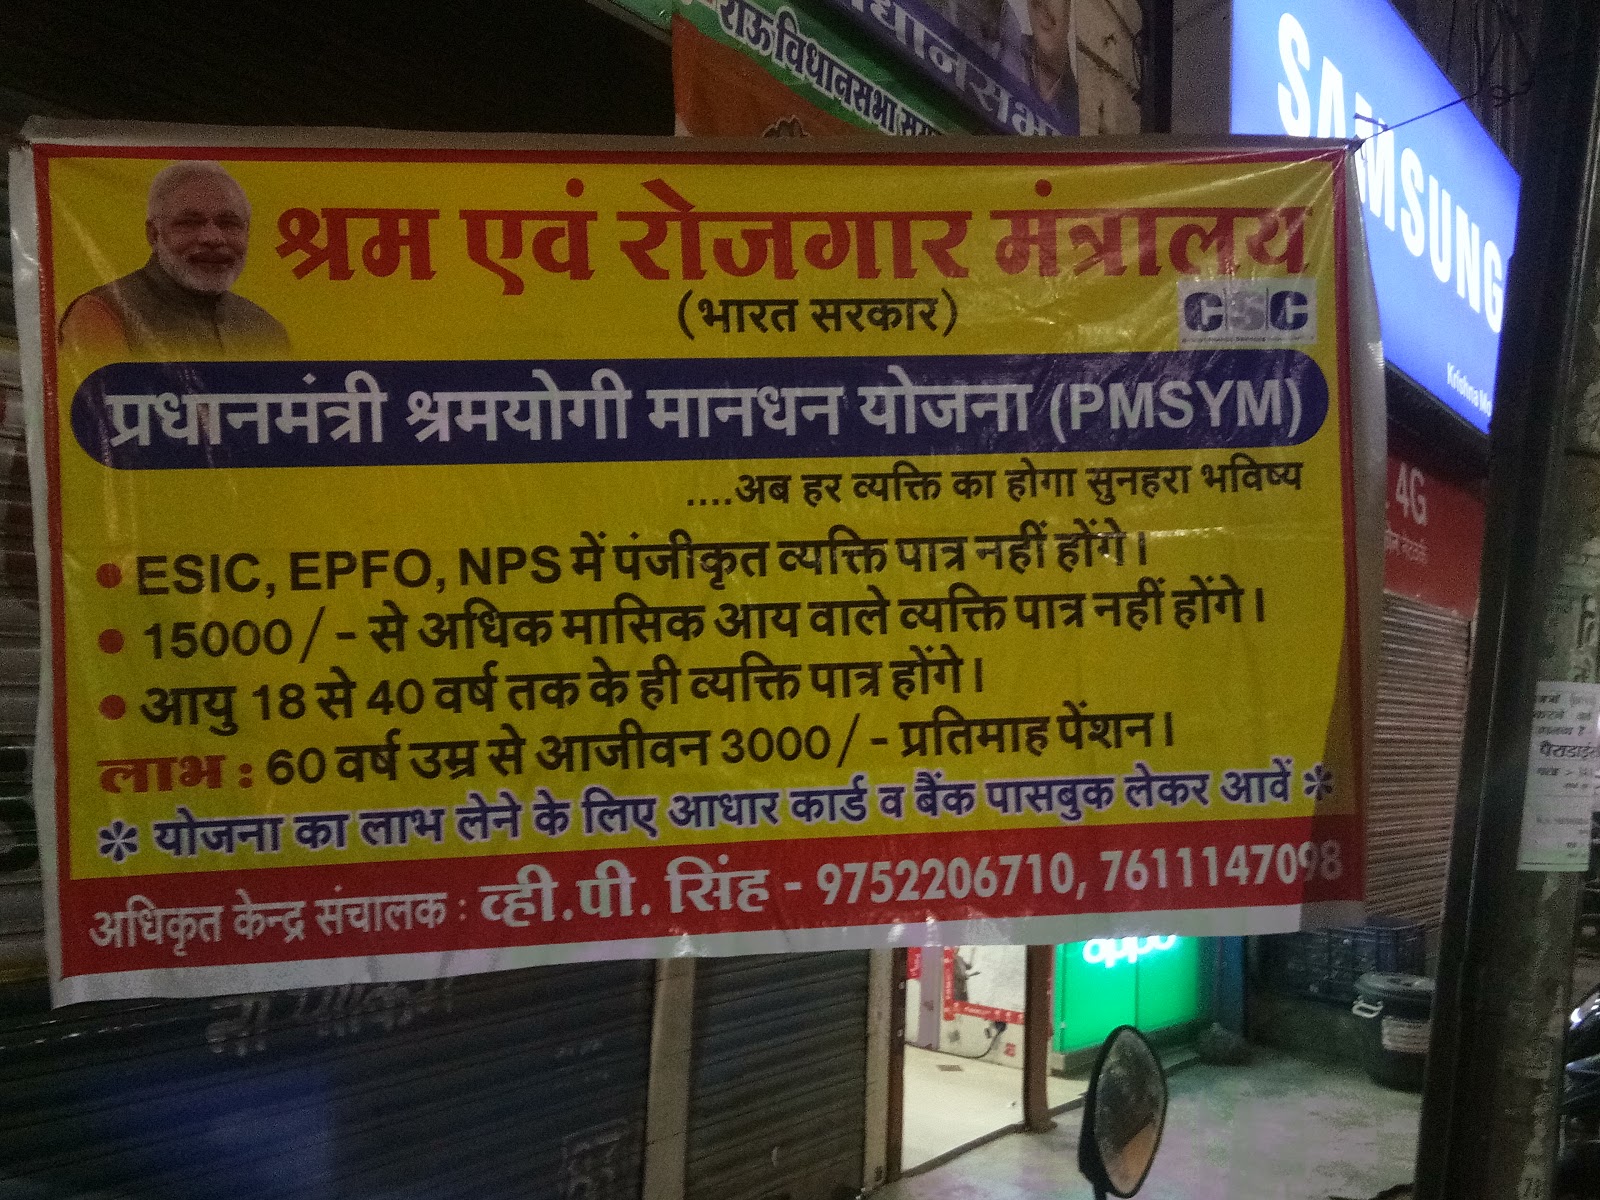 राऊ विधानसभा
SAMSUNG
श्रम एवं रोजगार मंत्रालय
(भारत सरकार)
CSC
प्रधानमंत्री श्रमयोगी मानधन योजना (PMSYM)
....अब हर व्यक्ति का होगा सुनहरा भविष्य
• ESIC, EPFO, NPS में पंजीकृत व्यक्ति पात्र नहीं होंगे।
• 15000/- से अधिक मासिक आय वाले व्यक्ति पात्र नहीं होंगे।
• आयु 18 से 40 वर्ष तक के ही व्यक्ति पात्र होंगे।
लाभ : 60 वर्ष उम्र से आजीवन 3000/- प्रतिमाह पेंशन।
* योजना का लाभ लेने के लिए आधार कार्ड व बैंक पासबुक लेकर आवें *
अधिकृत केन्द्र संचालक : व्ही.पी. सिंह - 9752206710, 7611147098
Krishna
4G
oppo